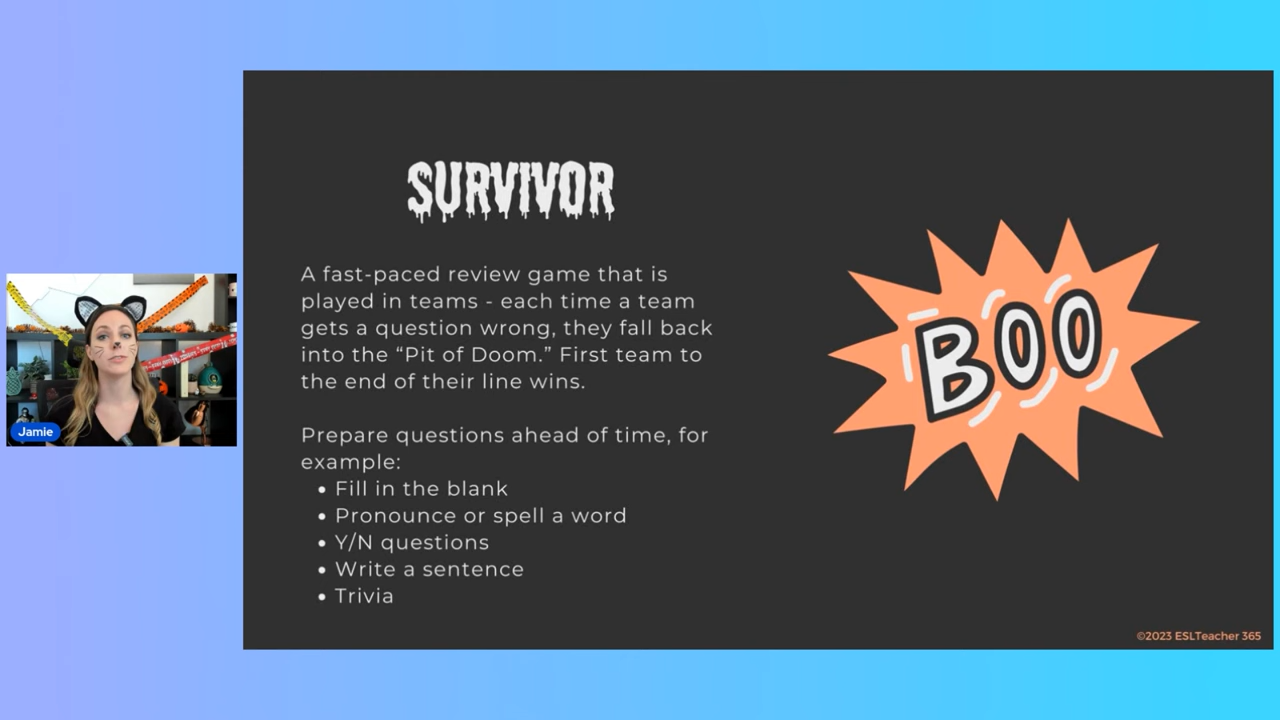 SURVIVOR
A fast-paced review game that is
played in teams - each time a team
gets a question wrong, they fall back
into the “Pit of Doom.” First team to
the end of their line wins.
Prepare questions ahead of time, for
example:
• Fill in the blank
• Pronounce or spell a word
• Y/N questions
• Write a sentence
• Trivia
BOO
Jamie
©2023 ESLTeacher 365